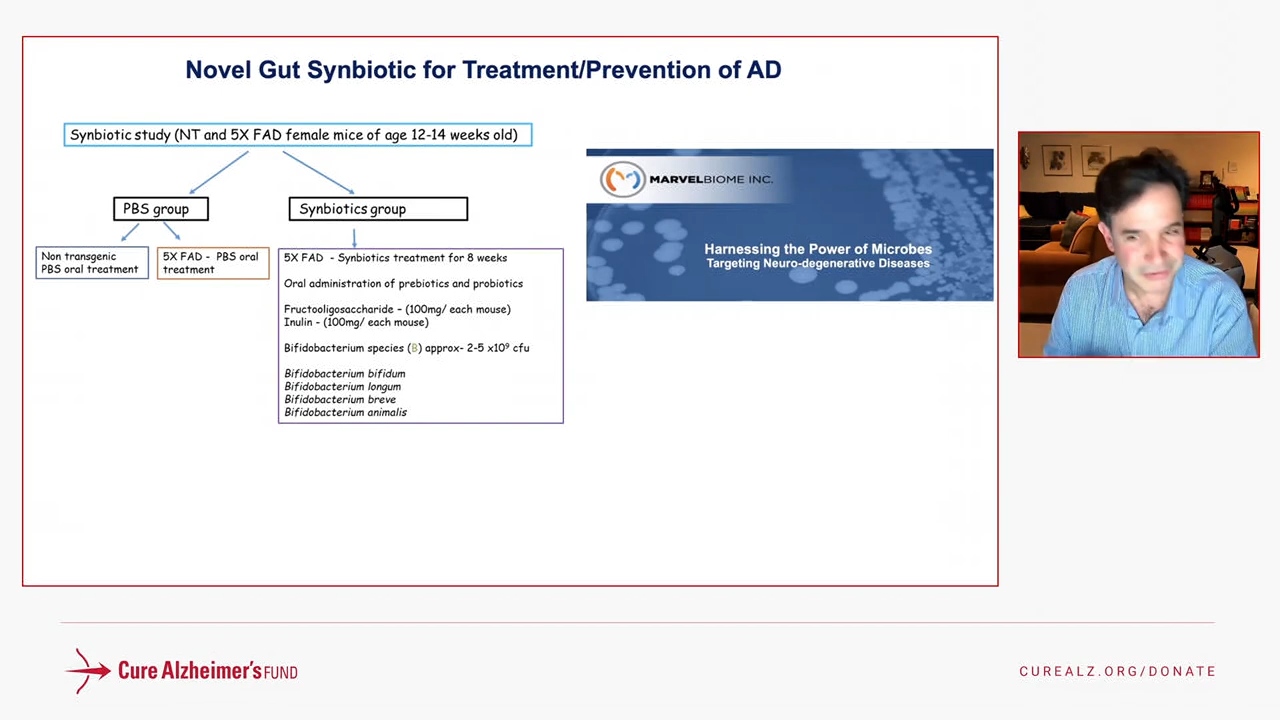 Novel Gut Synbiotic for Treatment/Prevention of AD
Synbiotic study (NT and 5X FAD female mice of age 12-14 weeks old)
PBS group
Synbiotics group
Non transgenic
PBS oral treatment
5X FAD - PBS oral
treatment
5X FAD - Synbiotics treatment for 8 weeks
Oral administration of prebiotics and probiotics
Fructooligosaccharide – (100mg/ each mouse)
Inulin - (100mg/ each mouse)
Bifidobacterium species (B) approx- 2-5 x10⁹ cfu
Bifidobacterium bifidum
Bifidobacterium longum
Bifidobacterium breve
Bifidobacterium animalis
MARVELBIOME INC.
Harnessing the Power of Microbes
Targeting Neuro-degenerative Diseases
Cure Alzheimer's FUND
CUREALZ.ORG/DONATE